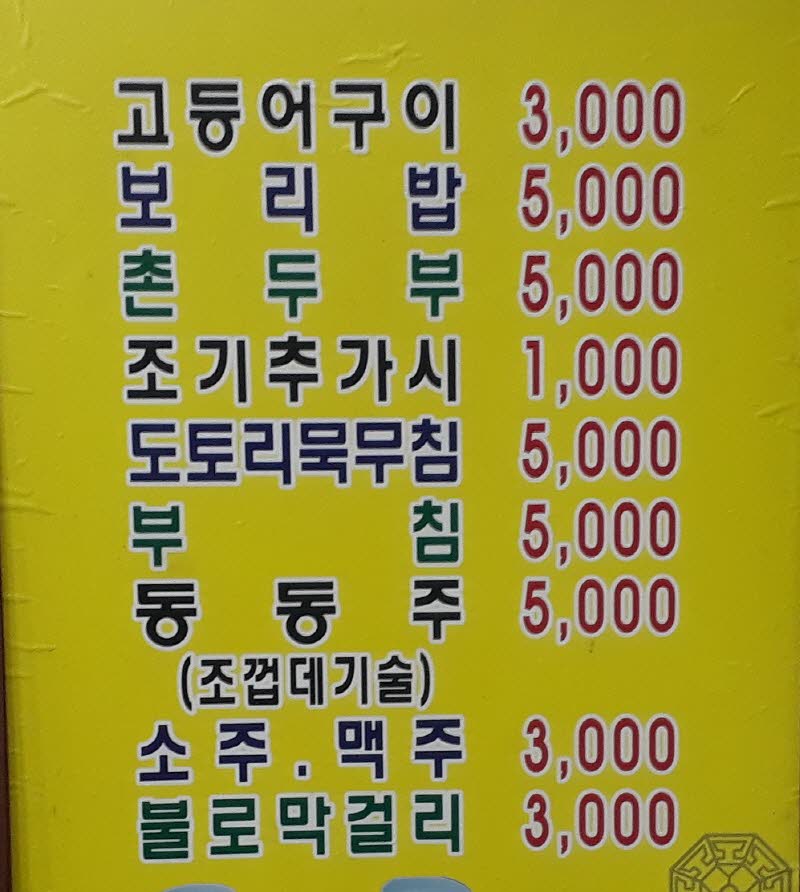 고등어구이 3,000
보리밥 5,000
촌두부 5,000
조기추가시 1,000
도토리묵무침 5,000
부침 5,000
동동주 5,000
(조껍데기술)
소주.맥주 3,000
불로막걸리 3,000